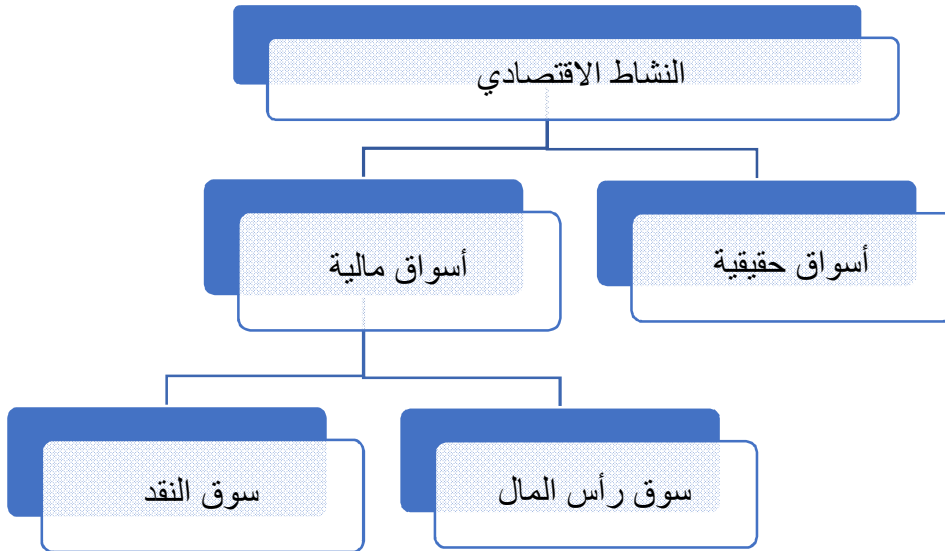 النشاط الاقتصادي
أسواق حقيقية
أسواق مالية
سوق رأس المال
سوق النقد